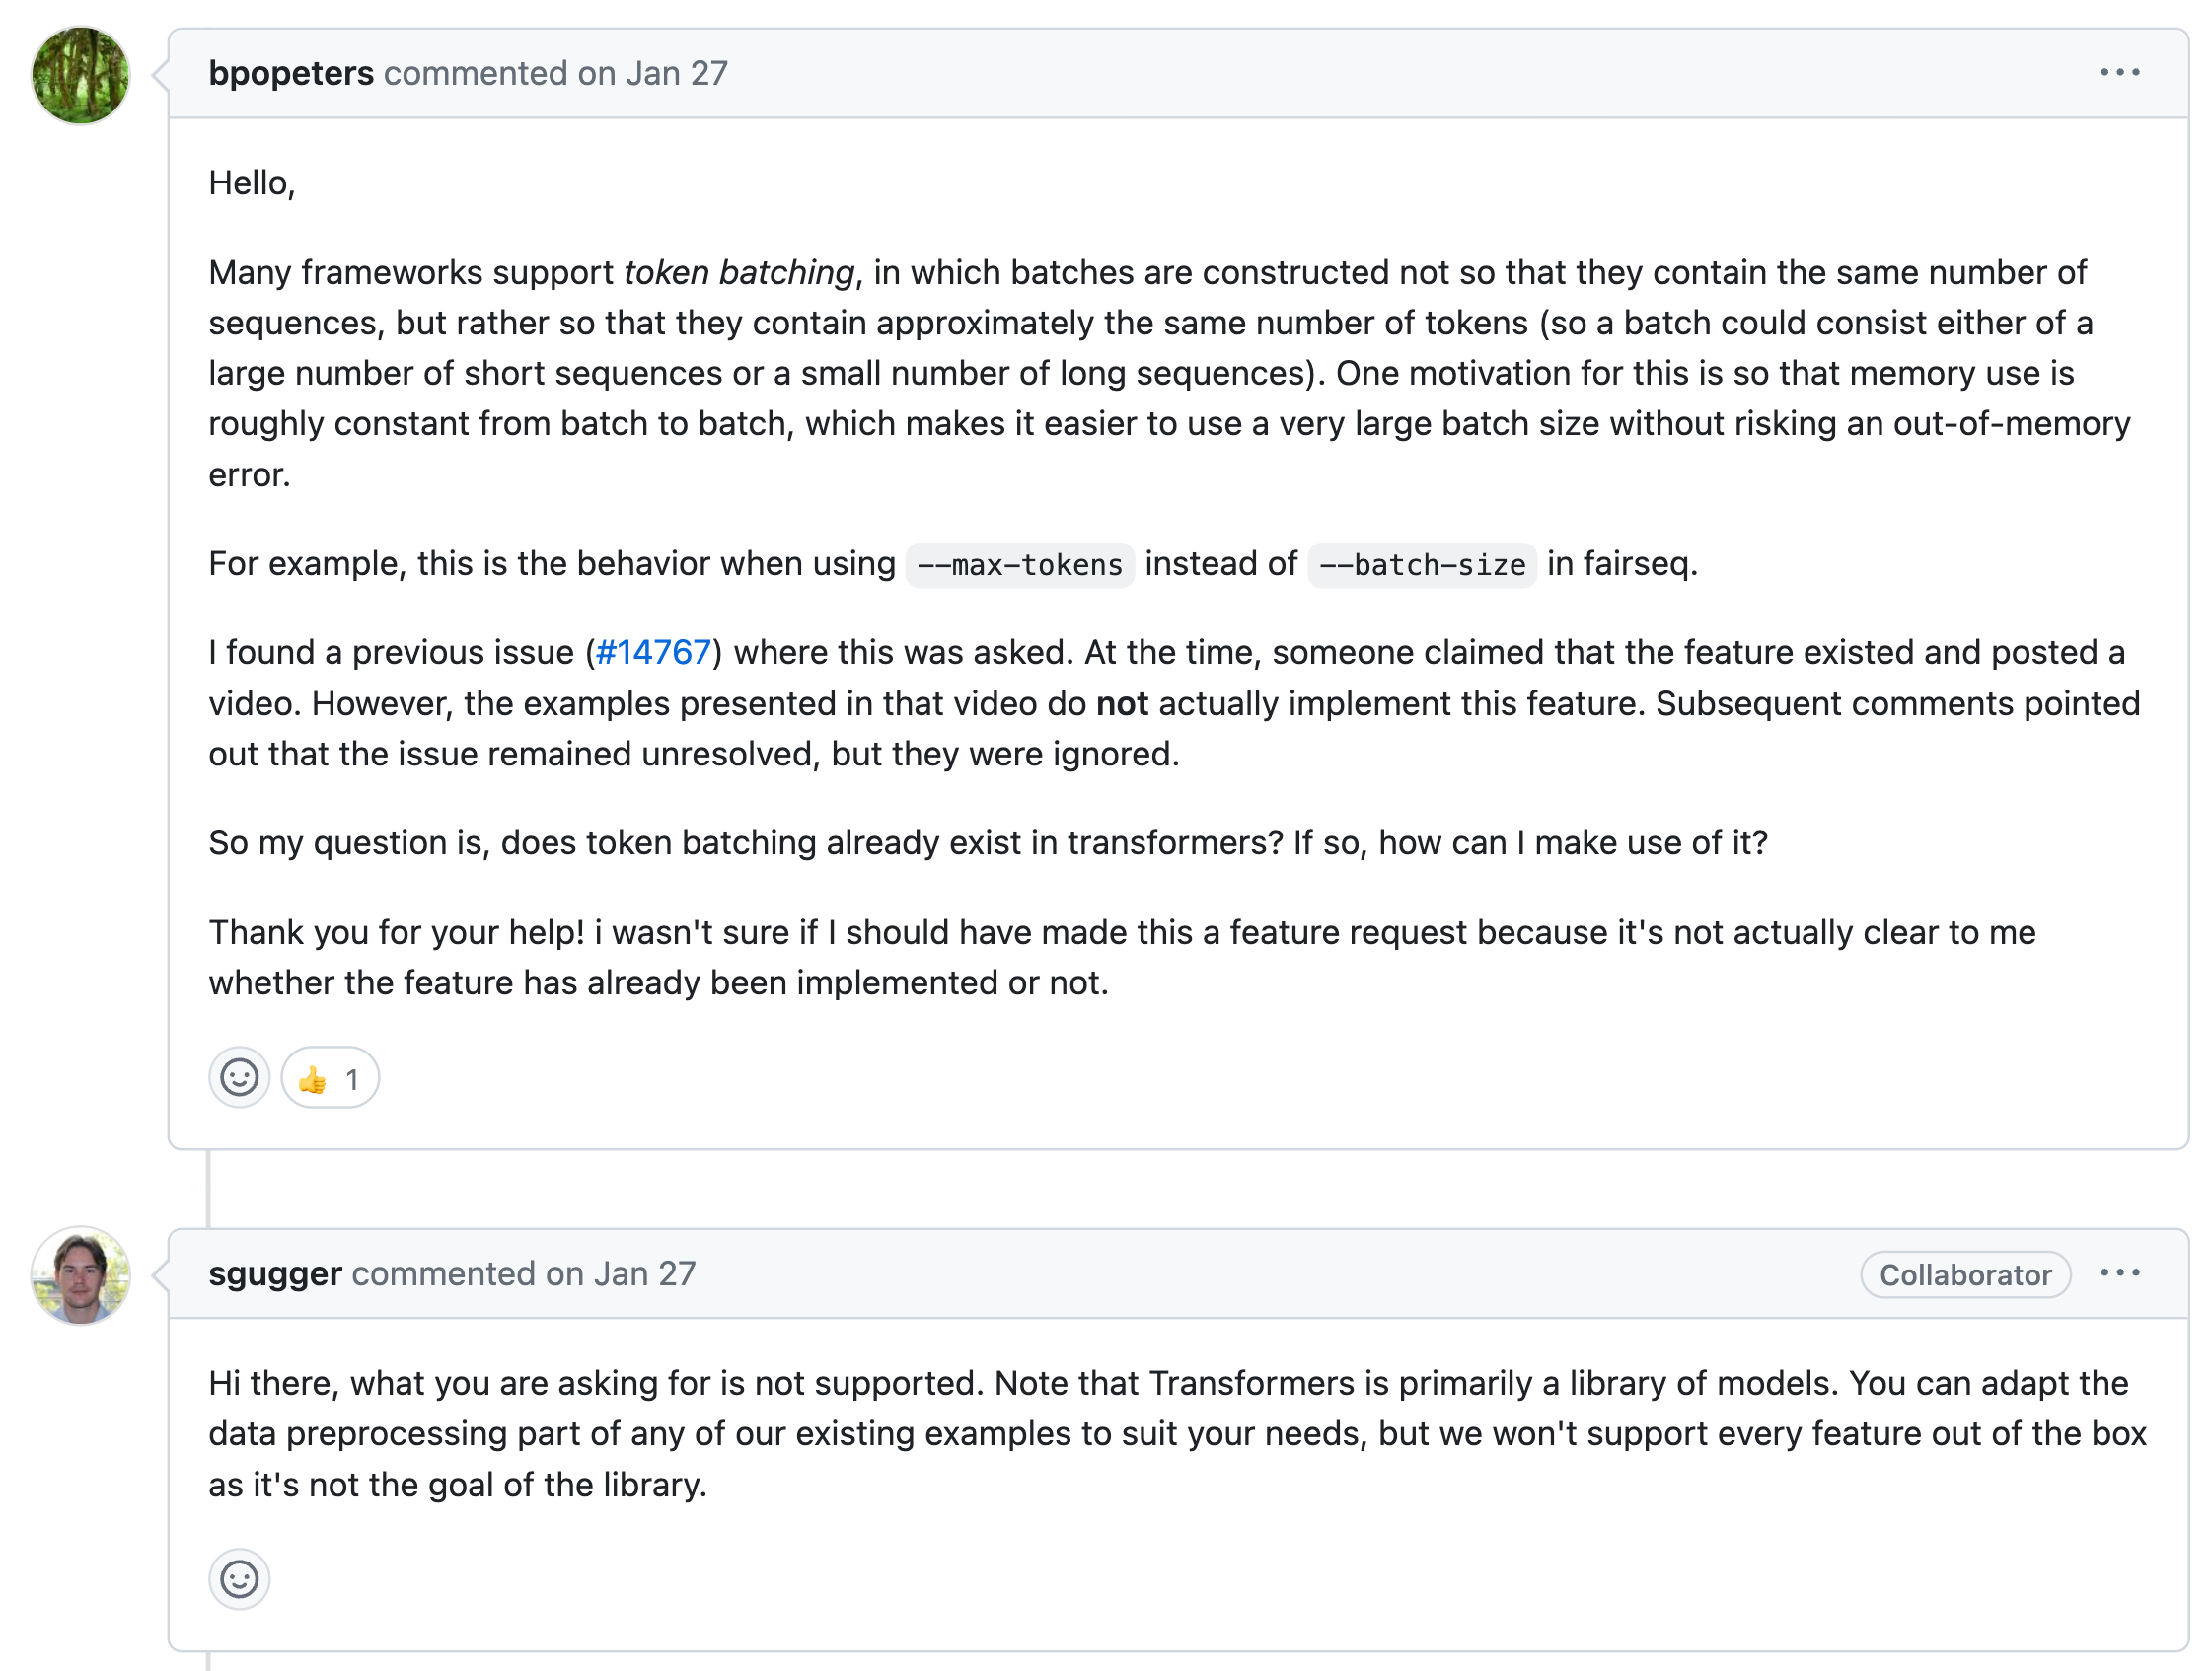 bpopeters commented on Jan 27
Hello,
Many frameworks support token batching, in which batches are constructed not so that they contain the same number of
sequences, but rather so that they contain approximately the same number of tokens (so a batch could consist either of a
large number of short sequences or a small number of long sequences). One motivation for this is so that memory use is
roughly constant from batch to batch, which makes it easier to use a very large batch size without risking an out-of-memory
error.
For example, this is the behavior when using --max-tokens instead of --batch-size in fairseq.
I found a previous issue (#14767) where this was asked. At the time, someone claimed that the feature existed and posted a
video. However, the examples presented in that video do not actually implement this feature. Subsequent comments pointed
out that the issue remained unresolved, but they were ignored.
So my question is, does token batching already exist in transformers? If so, how can I make use of it?
Thank you for your help! i wasn't sure if I should have made this a feature request because it's not actually clear to me
whether the feature has already been implemented or not.
👍 1
sgugger commented on Jan 27 Collaborator
Hi there, what you are asking for is not supported. Note that Transformers is primarily a library of models. You can adapt the
data preprocessing part of any of our existing examples to suit your needs, but we won't support every feature out of the box
as it's not the goal of the library.